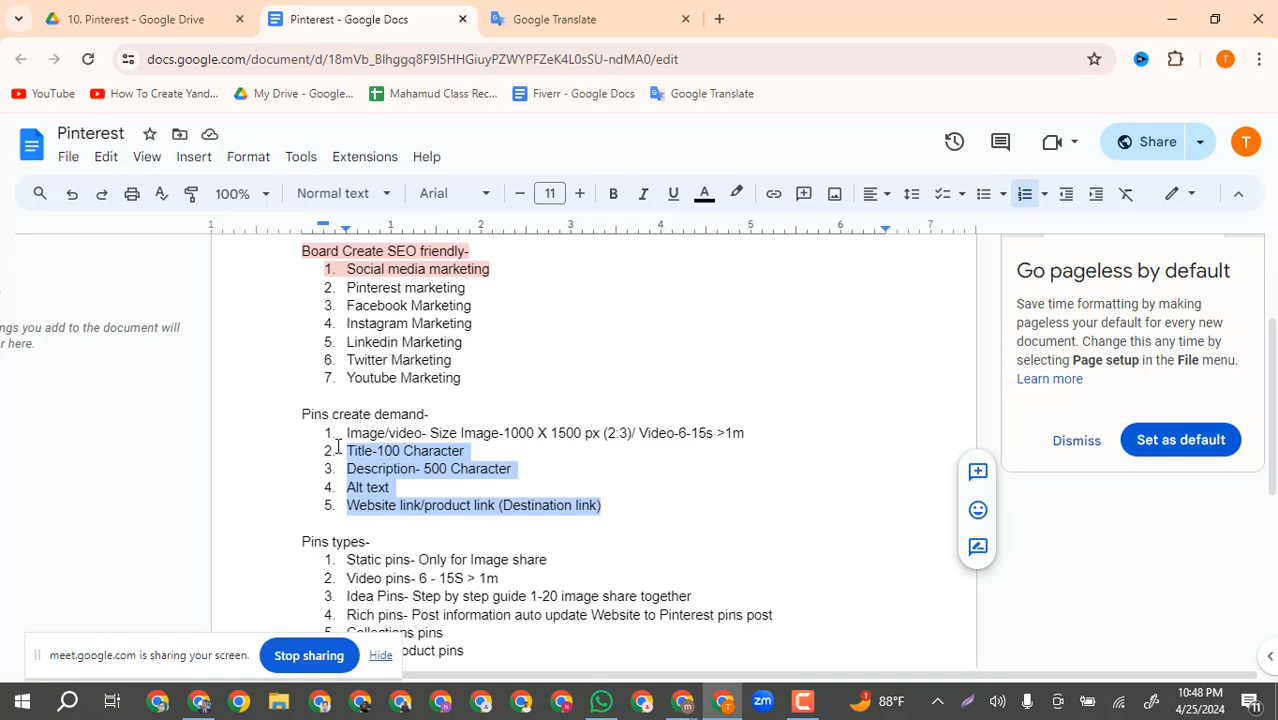 10. Pinterest - Google Drive
Pinterest - Google Docs
Google Translate
docs.google.com/document/d/18mVb_Blhggq8F9I5HHGiuyPZWYPFZeK4L0sSU-ndMA0/edit
T
YouTube
How To Create Yand...
My Drive - Google...
Mahamud Class Rec...
Fiverr - Google Docs
Google Translate
Pinterest
Share
T
File Edit View Insert Format Tools Extensions Help
100%
Normal text
Arial
11
B I U A
1 1 2 3 4 5 6 7
Board Create SEO friendly-
1. Social media marketing
2. Pinterest marketing
3. Facebook Marketing
4. Instagram Marketing
5. Linkedin Marketing
6. Twitter Marketing
7. Youtube Marketing
ngs you add to the document will
r here.
Pins create demand-
1. Image/video- Size Image-1000 X 1500 px (2:3)/ Video-6-15s >1m
2. Title-100 Character
3. Description- 500 Character
4. Alt text
5. Website link/product link (Destination link)
Pins types-
1. Static pins- Only for Image share
2. Video pins- 6 - 15S > 1m
3. Idea Pins- Step by step guide 1-20 image share together
4. Rich pins- Post information auto update Website to Pinterest pins post
5. Collections pins
oduct pins
Go pageless by default
Save time formatting by making
pageless your default for every new
document. Change this any time by
selecting Page setup in the File menu.
Learn more
Dismiss
Set as default
meet.google.com is sharing your screen.
Stop sharing
Hide
zm
88°F
10:48 PM
4/25/2024